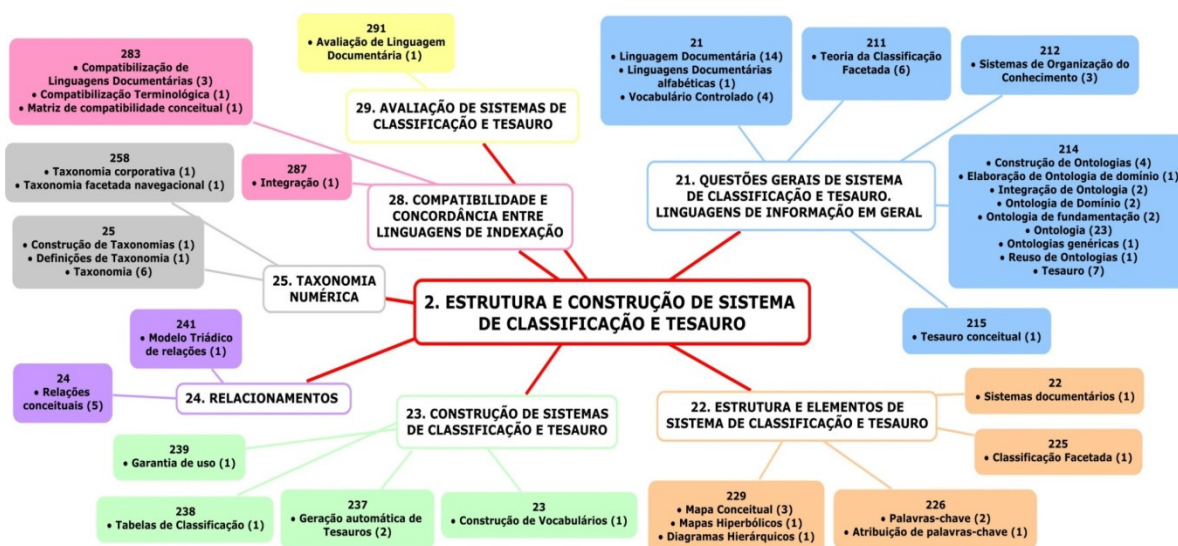 283
• Compatibilização de
Linguagens Documentárias (3)
• Compatibilização Terminológica (1)
• Matriz de compatibilidade conceitual (1)
291
• Avaliação de Linguagem
Documentária (1)
21
• Linguagem Documentária (14)
• Linguagens Documentárias
alfabéticas (1)
• Vocabulário Controlado (4)
211
• Teoria da Classificação
Facetada (6)
212
• Sistemas de Organização do
Conhecimento (3)
29. AVALIAÇÃO DE SISTEMAS DE
CLASSIFICAÇÃO E TESAURO
258
• Taxonomia corporativa (1)
• Taxonomia facetada navegacional (1)
287
• Integração (1)
28. COMPATIBILIDADE E
CONCORDÂNCIA ENTRE
LINGUAGENS DE INDEXAÇÃO
21. QUESTÕES GERAIS DE SISTEMA
DE CLASSIFICAÇÃO E TESAURO.
LINGUAGENS DE INFORMAÇÃO EM GERAL
214
• Construção de Ontologias (4)
• Elaboração de Ontologia de domínio (1)
• Integração de Ontologia (2)
• Ontologia de Domínio (2)
• Ontologia de fundamentação (2)
• Ontologia (23)
• Ontologias genéricas (1)
• Reuso de Ontologias (1)
• Tesauro (7)
25
• Construção de Taxonomias (1)
• Definições de Taxonomia (1)
• Taxonomia (6)
25. TAXONOMIA
NUMÉRICA
2. ESTRUTURA E CONSTRUÇÃO DE SISTEMA
DE CLASSIFICAÇÃO E TESAURO
215
• Tesauro conceitual (1)
241
• Modelo Triádico
de relações (1)
24
• Relações
conceituais (5)
24. RELACIONAMENTOS
23. CONSTRUÇÃO DE SISTEMAS
DE CLASSIFICAÇÃO E TESAURO
22. ESTRUTURA E ELEMENTOS DE
SISTEMA DE CLASSIFICAÇÃO E TESAURO
22
• Sistemas documentários (1)
225
• Classificação Facetada (1)
239
• Garantia de uso (1)
238
• Tabelas de Classificação (1)
237
• Geração automática de
Tesauros (2)
23
• Construção de Vocabulários (1)
229
• Mapa Conceitual (3)
• Mapas Hiperbólicos (1)
• Diagramas Hierárquicos (1)
226
• Palavras-chave (2)
• Atribuição de palavras-chave (1)